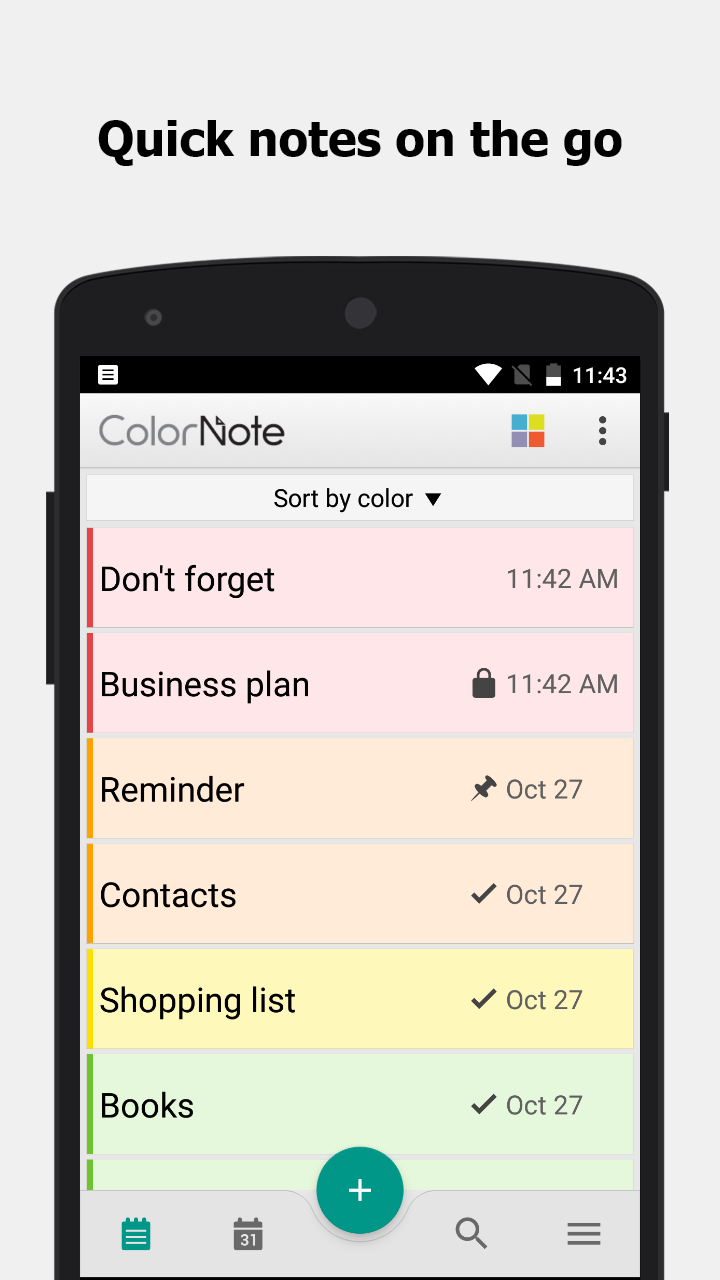 Quick notes on the go
11:43
ColorNote
Sort by color
Don't forget 11:42 AM
Business plan 11:42 AM
Reminder Oct 27
Contacts Oct 27
Shopping list Oct 27
Books Oct 27
31